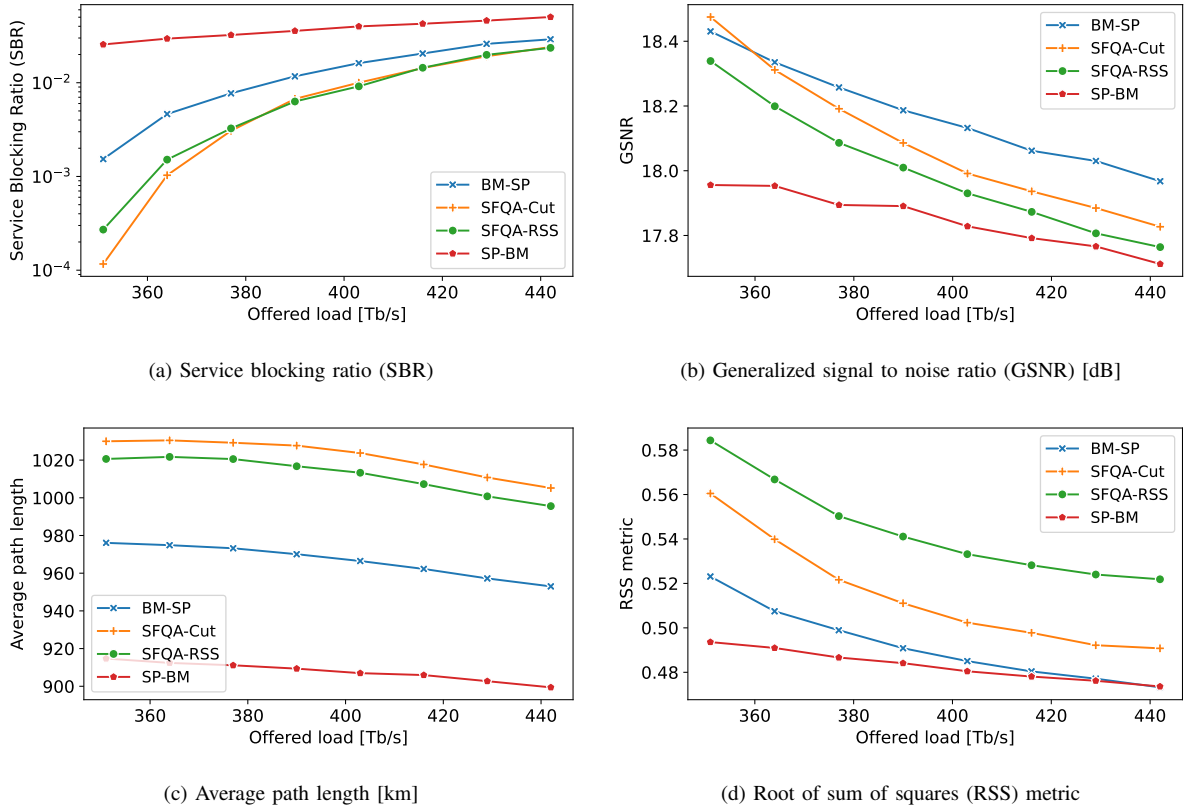 Service Blocking Ratio (SBR)
10⁻²
10⁻³
10⁻⁴
BM-SP
SFQA-Cut
SFQA-RSS
SP-BM
360 380 400 420 440
Offered load [Tb/s]
(a) Service blocking ratio (SBR)
GSNR
18.4
18.2
18.0
17.8
BM-SP
SFQA-Cut
SFQA-RSS
SP-BM
360 380 400 420 440
Offered load [Tb/s]
(b) Generalized signal to noise ratio (GSNR) [dB]
Average path length
1020
1000
980
960
940
920
900
BM-SP
SFQA-Cut
SFQA-RSS
SP-BM
360 380 400 420 440
Offered load [Tb/s]
(c) Average path length [km]
RSS metric
0.58
0.56
0.54
0.52
0.50
0.48
BM-SP
SFQA-Cut
SFQA-RSS
SP-BM
360 380 400 420 440
Offered load [Tb/s]
(d) Root of sum of squares (RSS) metric